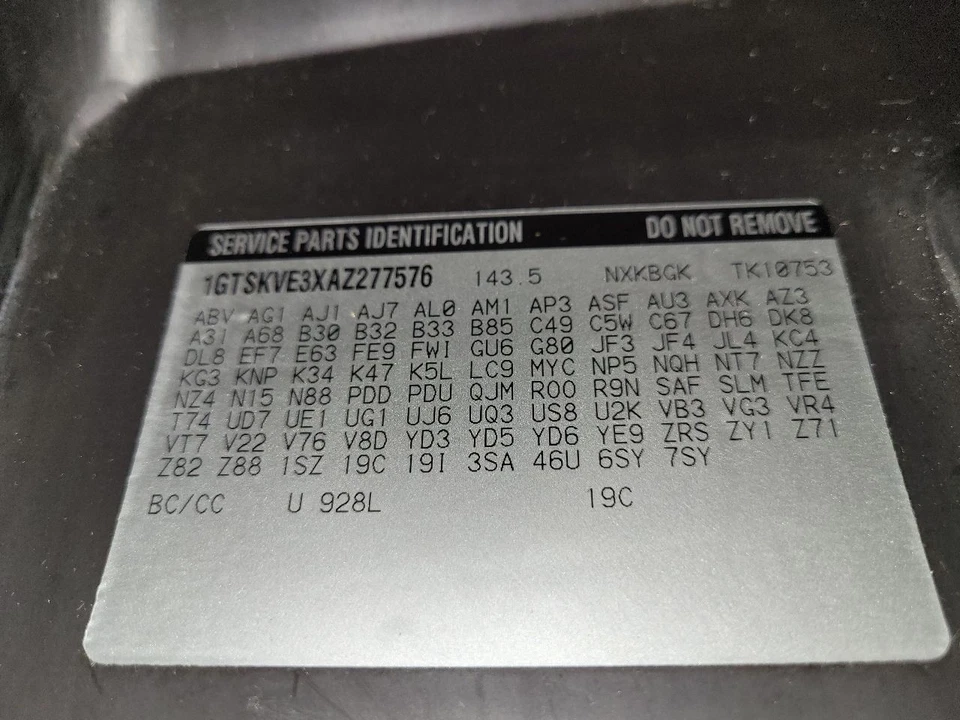 SERVICE PARTS IDENTIFICATION DO NOT REMOVE
1GTSKVE3XAZ277576 143.5 NXKBGK TK10753
ABV AG1 AJ1 AJ7 AL0 AM1 AP3 ASF AU3 AXK AZ3
A31 A68 B30 B32 B33 B85 C49 C5W C67 DH6 DK8
DL8 EF7 E63 FE9 FWI GU6 G80 JF3 JF4 JL4 KC4
KG3 KNP K34 K47 K5L LC9 MYC NP5 NQH NT7 NZZ
NZ4 N15 N88 PDD PDU QJM R00 R9N SAF SLM TFE
T74 UD7 UE1 UG1 UJ6 UQ3 US8 U2K VB3 VG3 VR4
VT7 V22 V76 V8D YD3 YD5 YD6 YE9 ZRS ZY1 Z71
Z82 Z88 1SZ 19C 19I 3SA 46U 6SY 7SY
BC/CC U 928L 19C